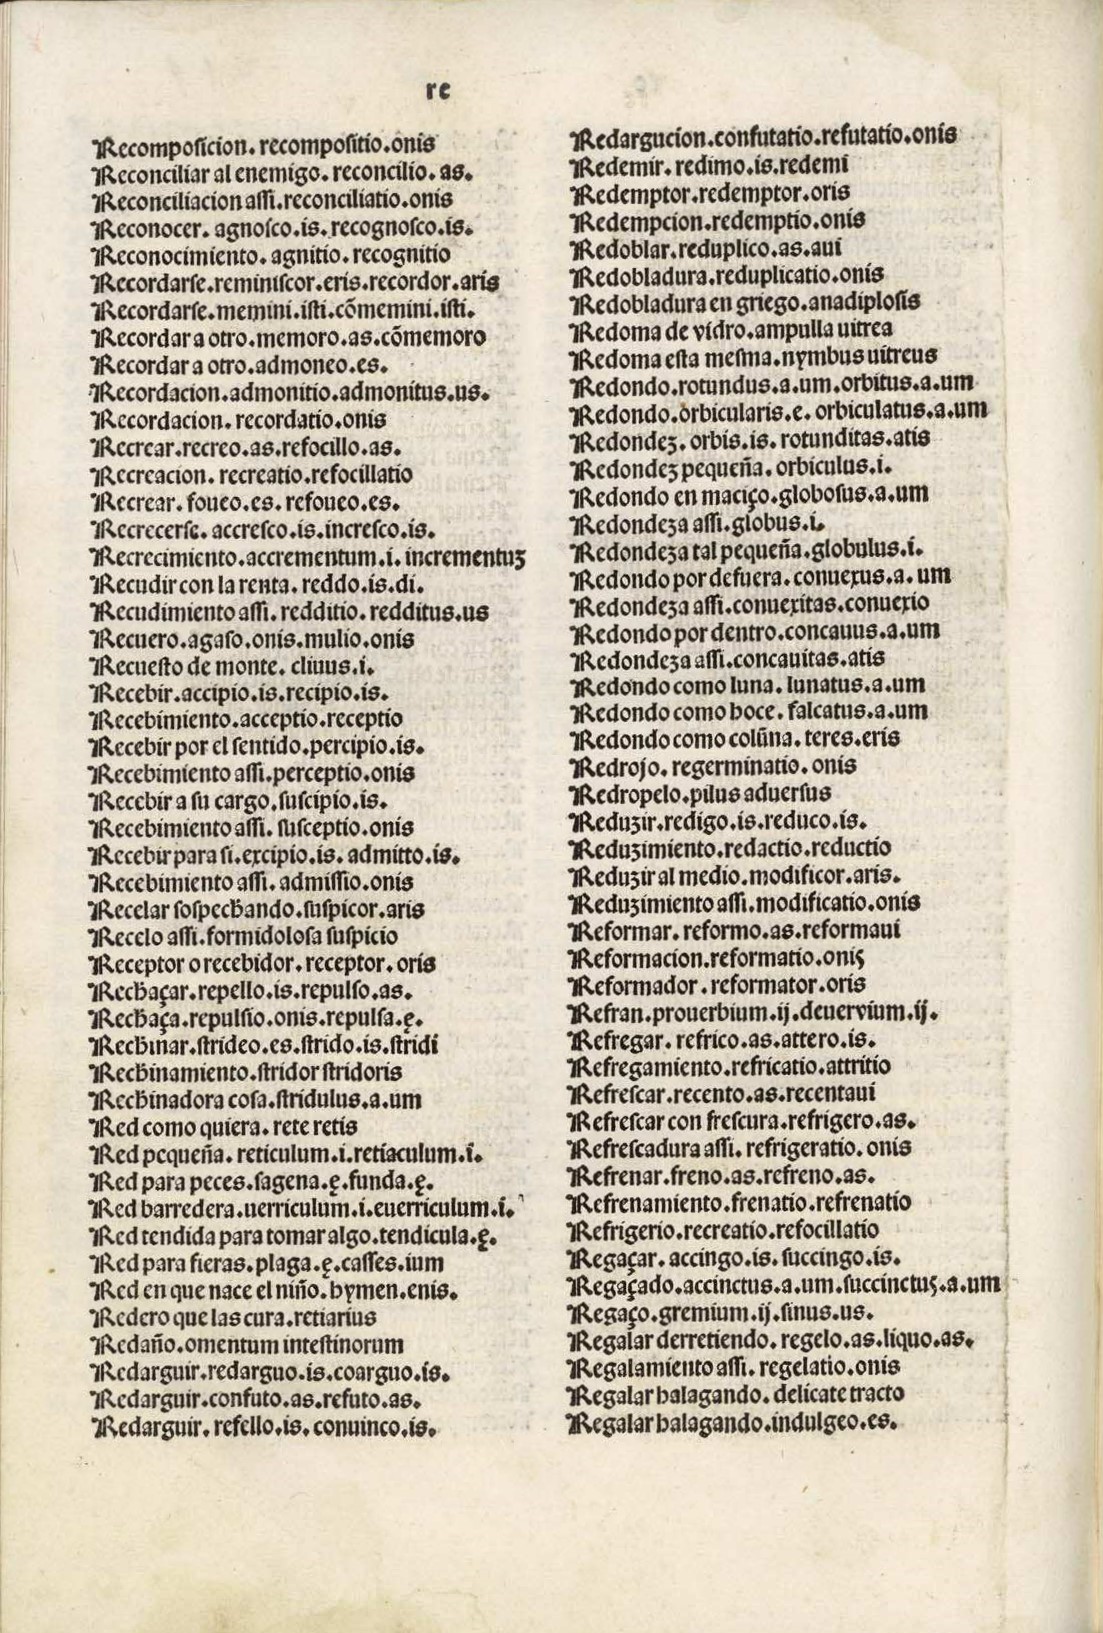 re
Recomposicion. recompositio.onis
Reconciliar al enemigo. reconcilio. as.
Reconciliacion assi.reconciliatio.onis
Reconocer. agnosco.is.recognosco.is.
Reconocimiento. agnitio. recognitio
Recordarse.reminiscor.eris.recordor.aris
Recordarse.memini.isti.cōmemini.isti.
Recordar a otro.memoro.as.cōmemoro
Recordar a otro.admoneo.es.
Recordacion.admonitio.admonitus.us.
Recordacion. recordatio.onis
Recrear.recreo.as.refocillo.as.
Recreacion. recreatio.refocillatio
Recrear. foueo.es. refoueo.es.
Recrecerse. accresco.is.incresco.is.
Recrecimiento.accrementum.i. incrementuʒ
Recudir con la renta. reddo.is.di.
Recudimiento assi. redditio. redditus.us
Recuero.agaso.onis.mulio.onis
Recuesto de monte. cliuus.i.
Recebir.accipio.is.recipio.is.
Recebimiento.acceptio.receptio
Recebir por el sentido.percipio.is.
Recebimiento assi.perceptio.onis
Recebir a su cargo.suscipio.is.
Recebimiento assi. susceptio.onis
Recebir para si.excipio.is. admitto.is.
Recebimiento assi. admissio.onis
Recelar sospechando.suspicor.aris
Recelo assi.formidolosa suspicio
Receptor o recebidor. receptor. oris
Rechaçar.repello.is.repulso.as.
Rechaça.repulsio.onis.repulsa.ę.
Rechinar.strideo.es.strido.is.stridi
Rechinamiento.stridor stridoris
Rechinadora cosa.stridulus.a.um
Red como quiera. rete retis
Red pequeña. reticulum.i.retiaculum.i.
Red para peces.sagena.ę.funda.ę.
Red barredera.uerriculum.i.euerriculum.i.
Red tendida para tomar algo.tendicula.ę.
Red para fieras.plaga.ę.casses.ium
Red en que nace el niño.hymen.enis.
Redero que las cura.retiarius
Redaño.omentum intestinorum
Redarguir.redarguo.is.coarguo.is.
Redarguir.confuto.as.refuto.as.
Redarguir. refello.is. conuinco.is.
Redargucion.confutatio.refutatio.onis
Redemir. redimo.is.redemi
Redemptor.redemptor.oris
Redempcion.redemptio.onis
Redoblar.reduplico.as.aui
Redobladura.reduplicatio.onis
Redobladura en griego.anadiplosis
Redoma de vidro.ampulla uitrea
Redoma esta mesma.nymbus uitreus
Redondo.rotundus.a.um.orbitus.a.um
Redondo.orbicularis.e. orbiculatus.a.um
Redondeʒ. orbis.is. rotunditas.atis
Redondeʒ pequeña. orbiculus.i.
Redondo en maciço.globosus.a.um
Redondeʒa assi.globus.i.
Redondeʒa tal pequeña.globulus.i.
Redondo por defuera. conuexus.a. um
Redondeʒa assi.conuexitas.conuexio
Redondo por dentro.concauus.a.um
Redondeʒa assi.concauitas.atis
Redondo como luna. lunatus.a.um
Redondo como hoce. falcatus.a.um
Redondo como colūna. teres.eris
Redrojo. regerminatio. onis
Redropelo.pilus aduersus
Reduʒir.redigo.is.reduco.is.
Reduʒimiento.redactio.reductio
Reduʒir al medio.modificor.aris.
Reduʒimiento assi.modificatio.onis
Reformar. reformo.as.reformaui
Reformacion.reformatio.onis
Reformador. reformator.oris
Refran.prouerbium.ij.deuervium.ij.
Refregar. refrico.as.attero.is.
Refregamiento.refricatio.attritio
Refrescar.recento.as.recentaui
Refrescar con frescura.refrigero.as.
Refrescadura assi. refrigeratio. onis
Refrenar.freno.as.refreno.as.
Refrenamiento.frenatio.refrenatio
Refrigerio.recreatio.refocillatio
Regaçar. accingo.is. succingo.is.
Regaçado.accinctus.a.um.succinctus.a.um
Regaço.gremium.ij.sinus.us.
Regalar derretiendo. regelo.as.liquo.as.
Regalamiento assi. regelatio.onis
Regalar halagando. delicate tracto
Regalar halagando.indulgeo.es.